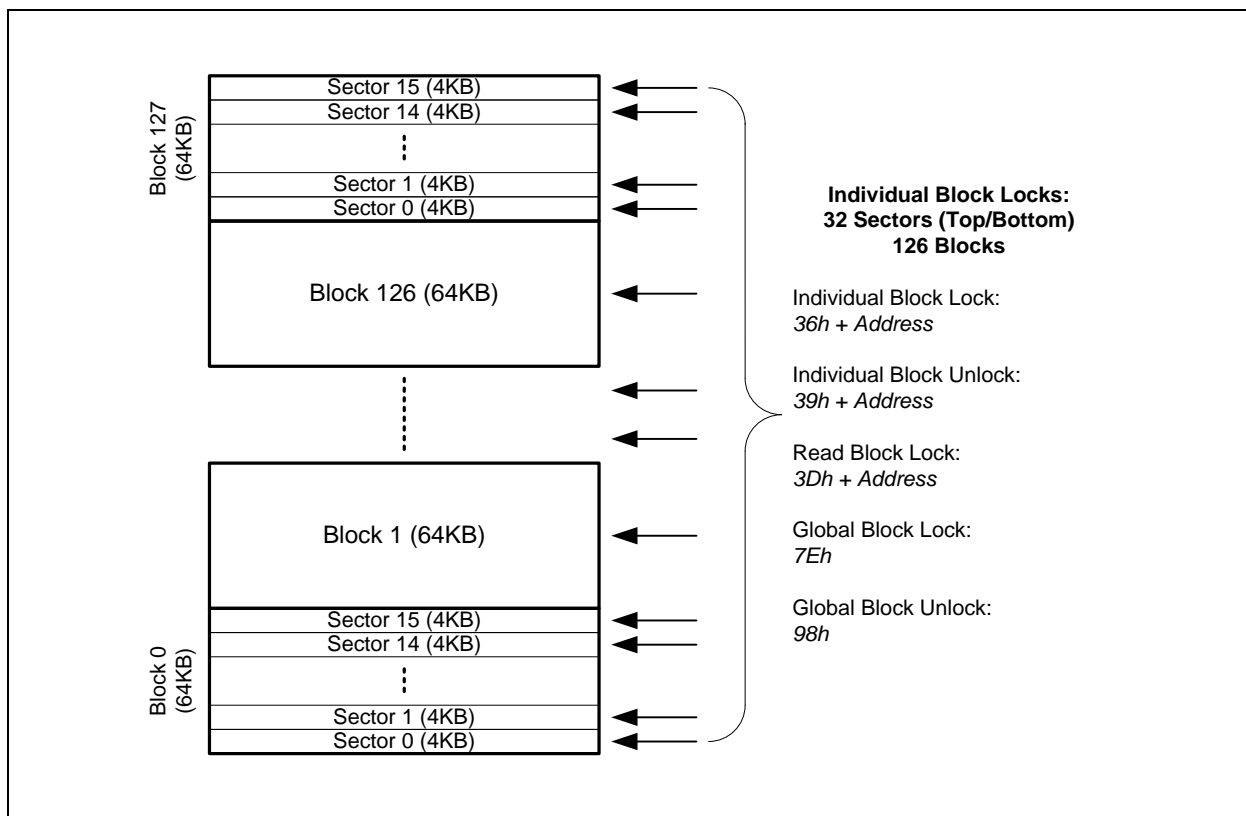 Block 127
(64KB)
Sector 15 (4KB)
Sector 14 (4KB)
Sector 1 (4KB)
Sector 0 (4KB)
Block 126 (64KB)
Block 1 (64KB)
Block 0
(64KB)
Sector 15 (4KB)
Sector 14 (4KB)
Sector 1 (4KB)
Sector 0 (4KB)
Individual Block Locks:
32 Sectors (Top/Bottom)
126 Blocks
Individual Block Lock:
36h + Address
Individual Block Unlock:
39h + Address
Read Block Lock:
3Dh + Address
Global Block Lock:
7Eh
Global Block Unlock:
98h